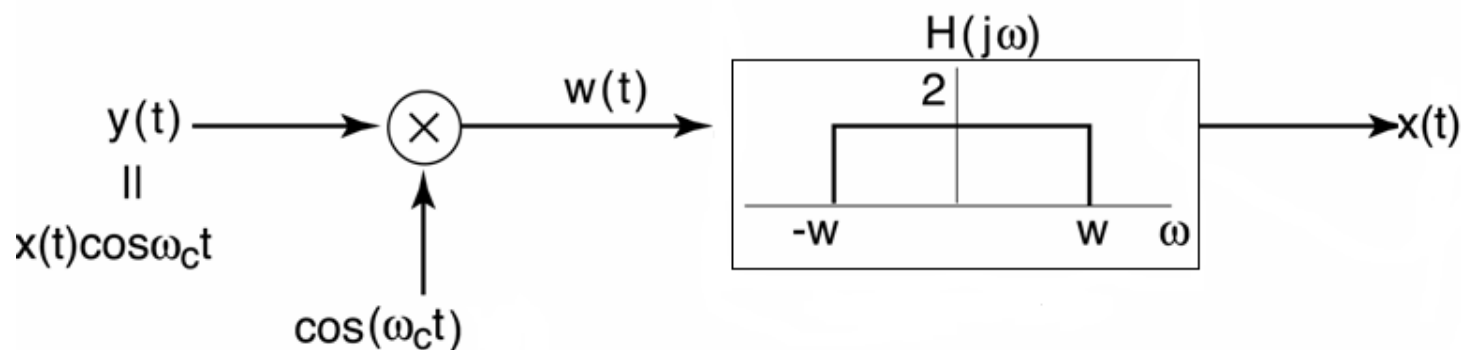 H(jω)
2
w(t)
y(t)
x(t)
=
x(t)cosω_ct
-w
w
ω
cos(ω_ct)